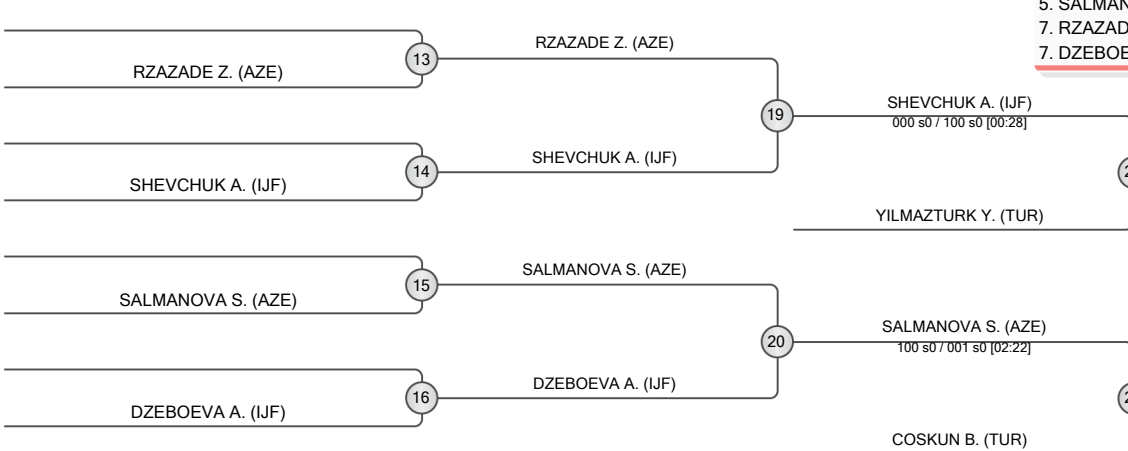 5. SALMAN
7. RZAZAD
7. DZEBOE
RZAZADE Z. (AZE)
13
RZAZADE Z. (AZE)
SHEVCHUK A. (IJF)
14
SHEVCHUK A. (IJF)
19
SHEVCHUK A. (IJF)
000 s0 / 100 s0 [00:28]
2
YILMAZTURK Y. (TUR)
SALMANOVA S. (AZE)
15
SALMANOVA S. (AZE)
DZEBOEVA A. (IJF)
16
DZEBOEVA A. (IJF)
20
SALMANOVA S. (AZE)
100 s0 / 001 s0 [02:22]
2
COSKUN B. (TUR)